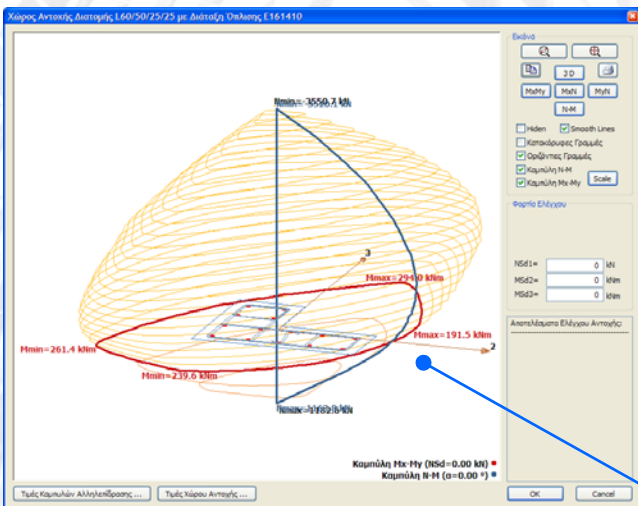 Χώρος Αντοχής Διατομής L60/50/25/25 με Διάταξη Όπλισης E161410
Εικόνα
3 D
MxMy
MxN
MyN
N-M
Hiden
Smooth Lines
Κατακόρυφες Γραμμές
Οριζόντιες Γραμμές
Καμπύλη N-M
Καμπύλη Mx-My
Scale
Φορτίο Ελέγχου
NSd1= 0 kN
MSd2= 0 kNm
MSd3= 0 kNm
Αποτελέσματα Ελέγχου Αντοχής:
Nmin=-3550.7 kN
3
Mmax=294.0 kNm
Mmax=191.5 kNm
2
Mmin=261.4 kNm
Mmin=239.6 kNm
Καμπύλη Mx-My (NSd=0.00 kN)
Καμπύλη N-M (α=0.00 °)
Τιμές Καμπυλών Αλληλεπίδρασης ...
Τιμές Χώρου Αντοχής ...
OK
Cancel